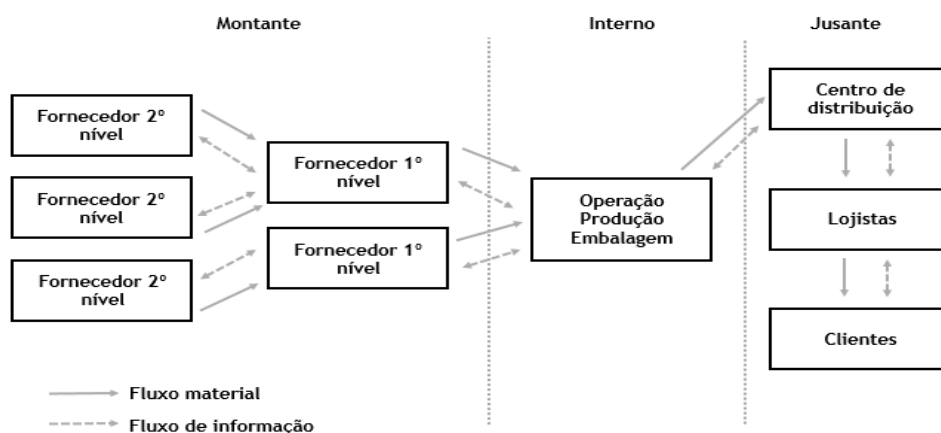 Montante
Interno
Jusante
Fornecedor 2º
nível
Fornecedor 2º
nível
Fornecedor 2º
nível
Fornecedor 1º
nível
Fornecedor 1º
nível
Operação
Produção
Embalagem
Centro de
distribuição
Lojistas
Clientes
Fluxo material
Fluxo de informação